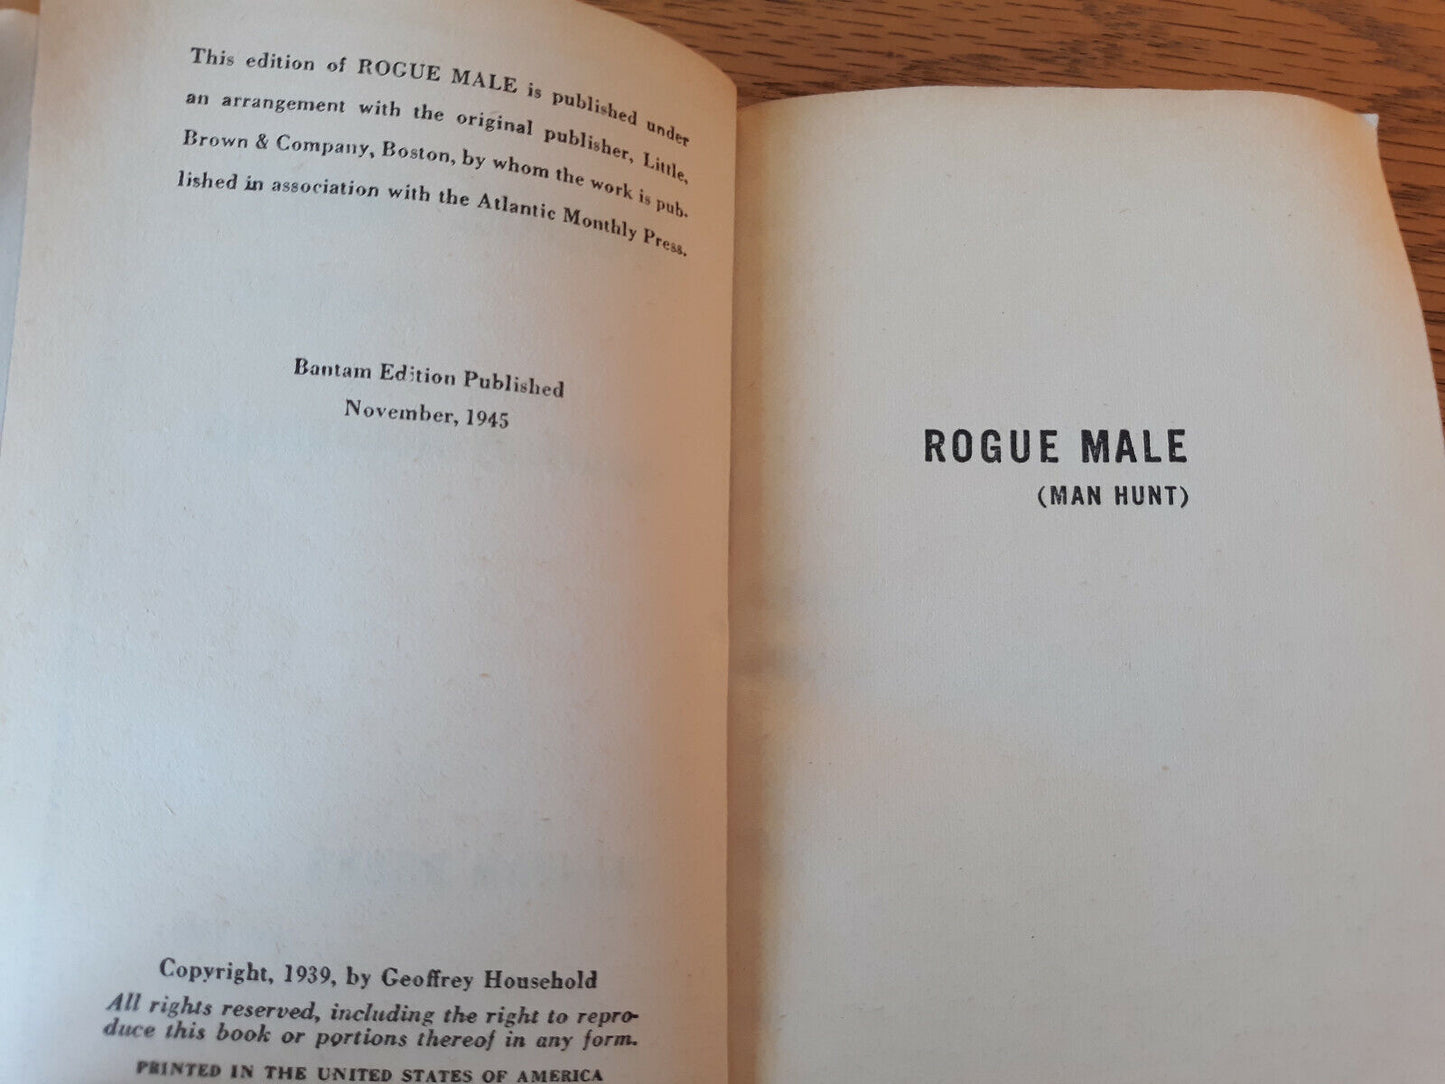 This edition of ROGUE MALE is published under
an arrangement with the original publisher, Little,
Brown & Company, Boston, by whom the work is pub-
lished in association with the Atlantic Monthly Press.
Bantam Edition Published
November, 1945
Copyright, 1939, by Geoffrey Household
All rights reserved, including the right to repro-
duce this book or portions thereof in any form.
PRINTED IN THE UNITED STATES OF AMERICA
ROGUE MALE
(MAN HUNT)